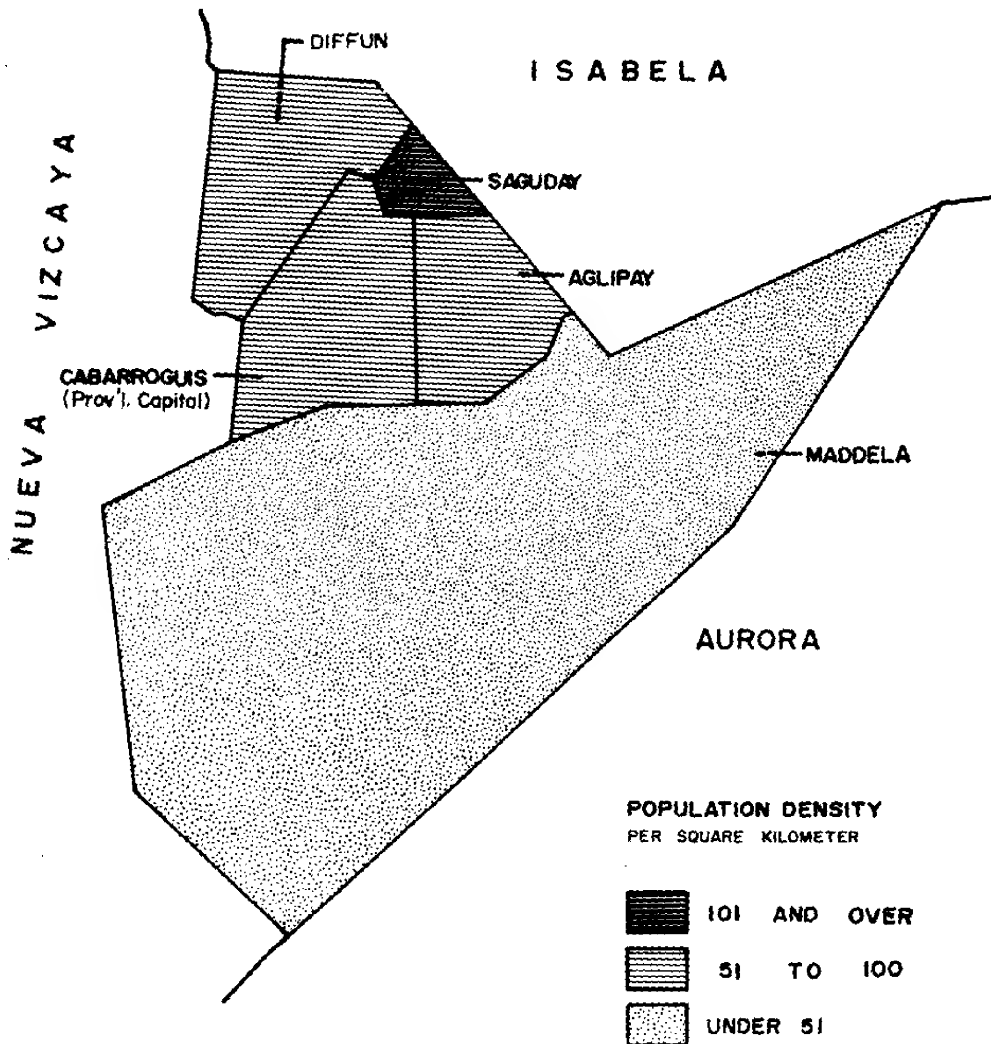 DIFFUN
ISABELA
NUEVA VIZCAYA
SAGUDAY
AGLIPAY
CABARROGUIS
(Prov'l. Capital)
MADDELA
AURORA
POPULATION DENSITY
PER SQUARE KILOMETER
101 AND OVER
51 TO 100
UNDER 51